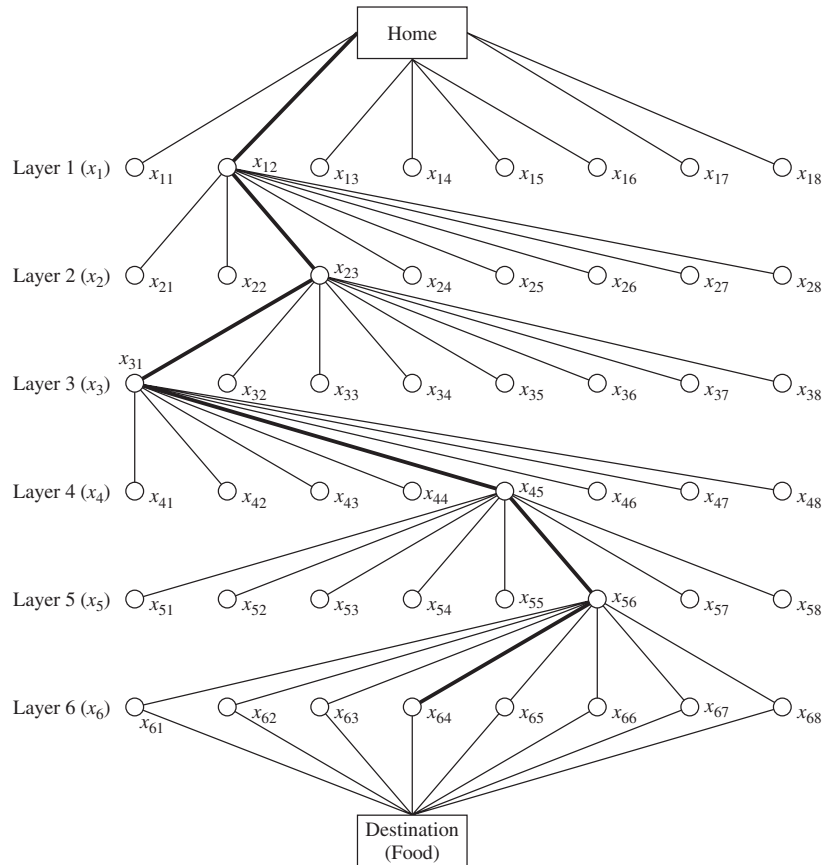 Home
Layer 1 (x₁)
x₁₁ x₁₂ x₁₃ x₁₄ x₁₅ x₁₆ x₁₇ x₁₈
Layer 2 (x₂)
x₂₁ x₂₂ x₂₃ x₂₄ x₂₅ x₂₆ x₂₇ x₂₈
Layer 3 (x₃)
x₃₁ x₃₂ x₃₃ x₃₄ x₃₅ x₃₆ x₃₇ x₃₈
Layer 4 (x₄)
x₄₁ x₄₂ x₄₃ x₄₄ x₄₅ x₄₆ x₄₇ x₄₈
Layer 5 (x₅)
x₅₁ x₅₂ x₅₃ x₅₄ x₅₅ x₅₆ x₅₇ x₅₈
Layer 6 (x₆)
x₆₁ x₆₂ x₆₃ x₆₄ x₆₅ x₆₆ x₆₇ x₆₈
Destination
(Food)